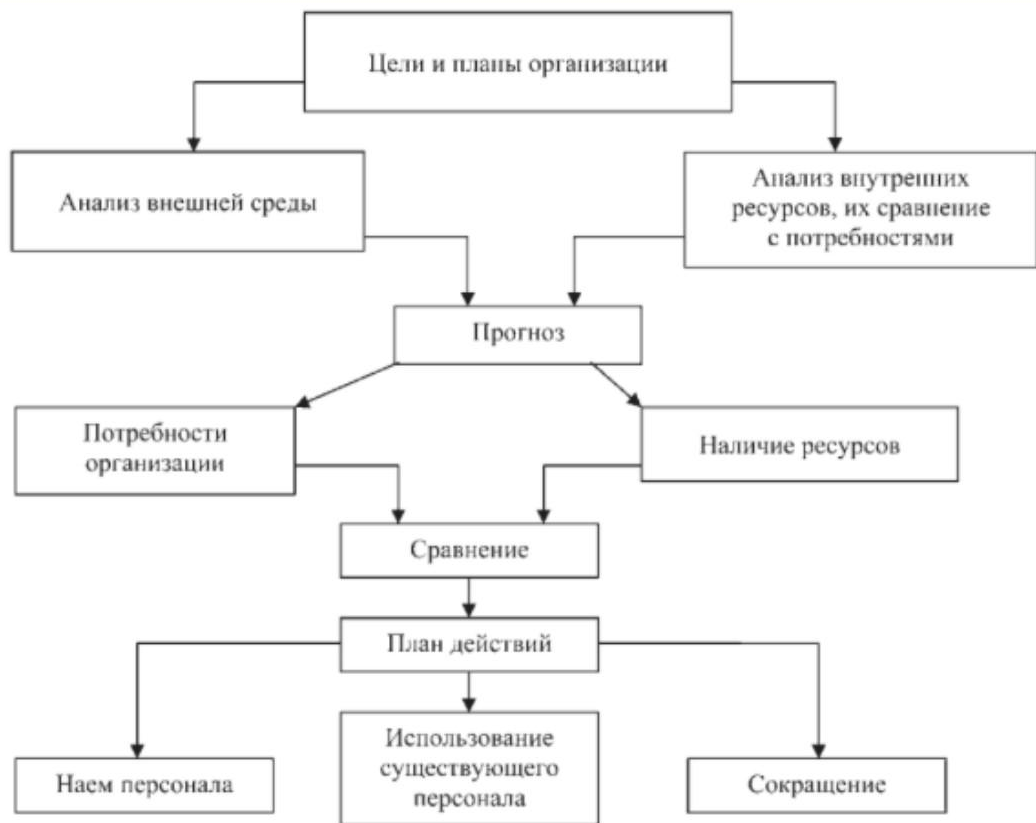 Цели и планы организации
Анализ внешней среды
Анализ внутренних
ресурсов, их сравнение
с потребностями
Прогноз
Потребности
организации
Наличие ресурсов
Сравнение
План действий
Наем персонала
Использование
существующего
персонала
Сокращение